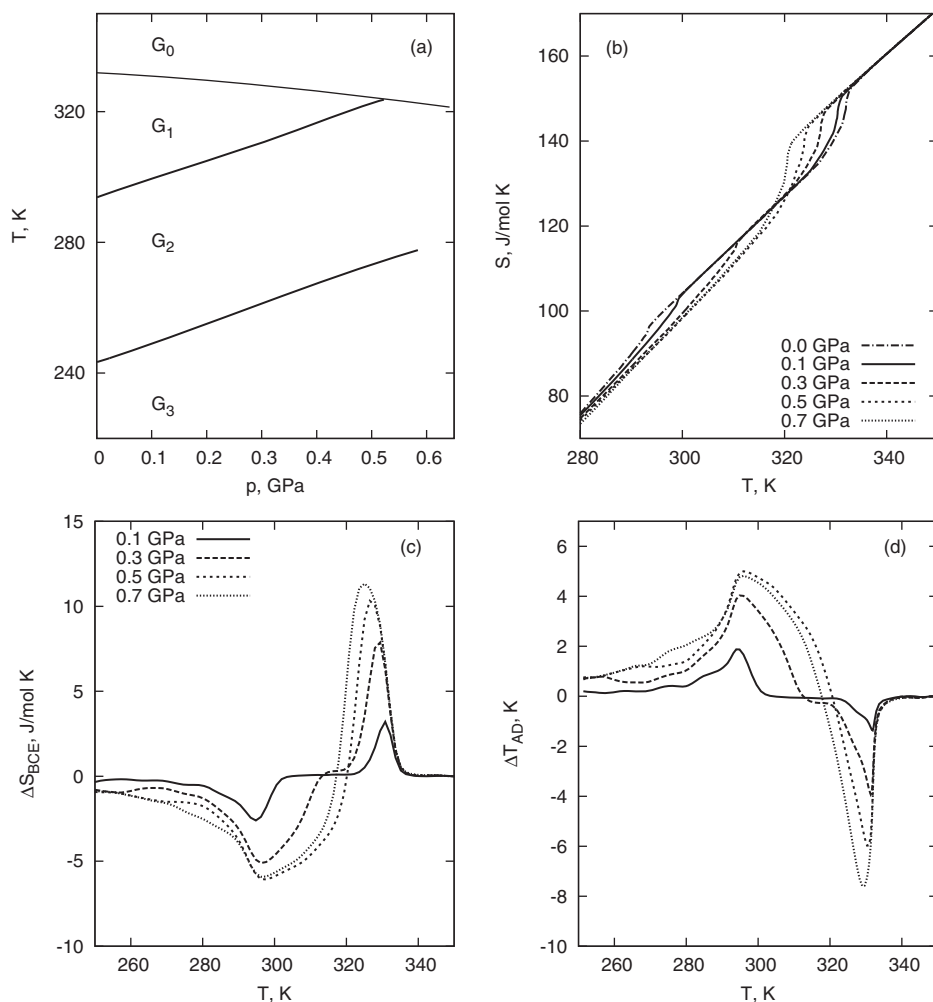 (a)
G0
G1
G2
G3
320
280
240
T, K
0 0.1 0.2 0.3 0.4 0.5 0.6
p, GPa
(b)
160
140
120
100
80
S, J/mol K
0.0 GPa
0.1 GPa
0.3 GPa
0.5 GPa
0.7 GPa
280 300 320 340
T, K
(c)
0.1 GPa
0.3 GPa
0.5 GPa
0.7 GPa
15
10
5
0
-5
-10
ΔSBCE, J/mol K
260 280 300 320 340
T, K
(d)
6
4
2
0
-2
-4
-6
-8
-10
ΔTAD, K
260 280 300 320 340
T, K